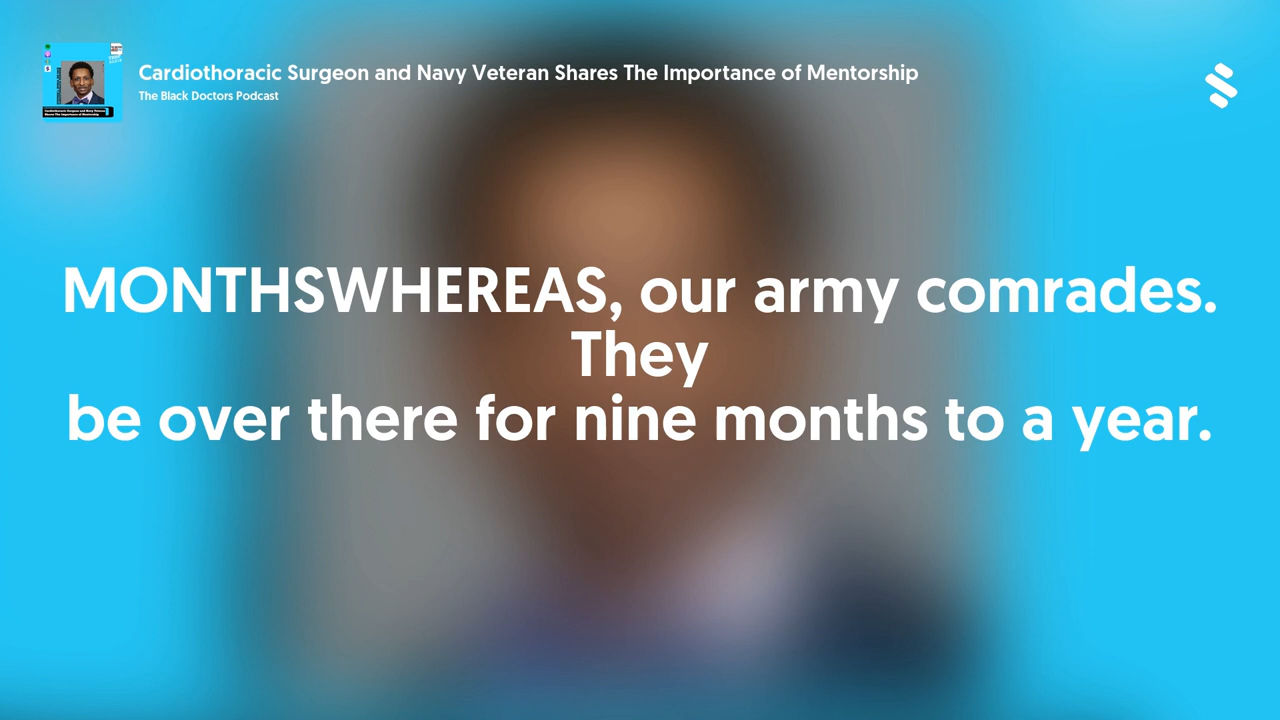 Cardiothoracic Surgeon and Navy Veteran Shares The Importance of Mentorship
The Black Doctors Podcast
MONTHSWHEREAS, our army comrades.
They
be over there for nine months to a year.